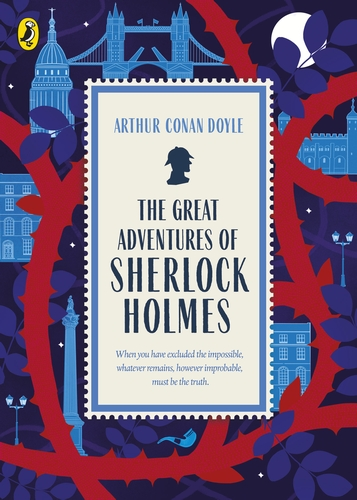 ARTHUR CONAN DOYLE
THE GREAT
ADVENTURES OF
SHERLOCK
HOLMES
When you have excluded the impossible,
whatever remains, however improbable,
must be the truth.